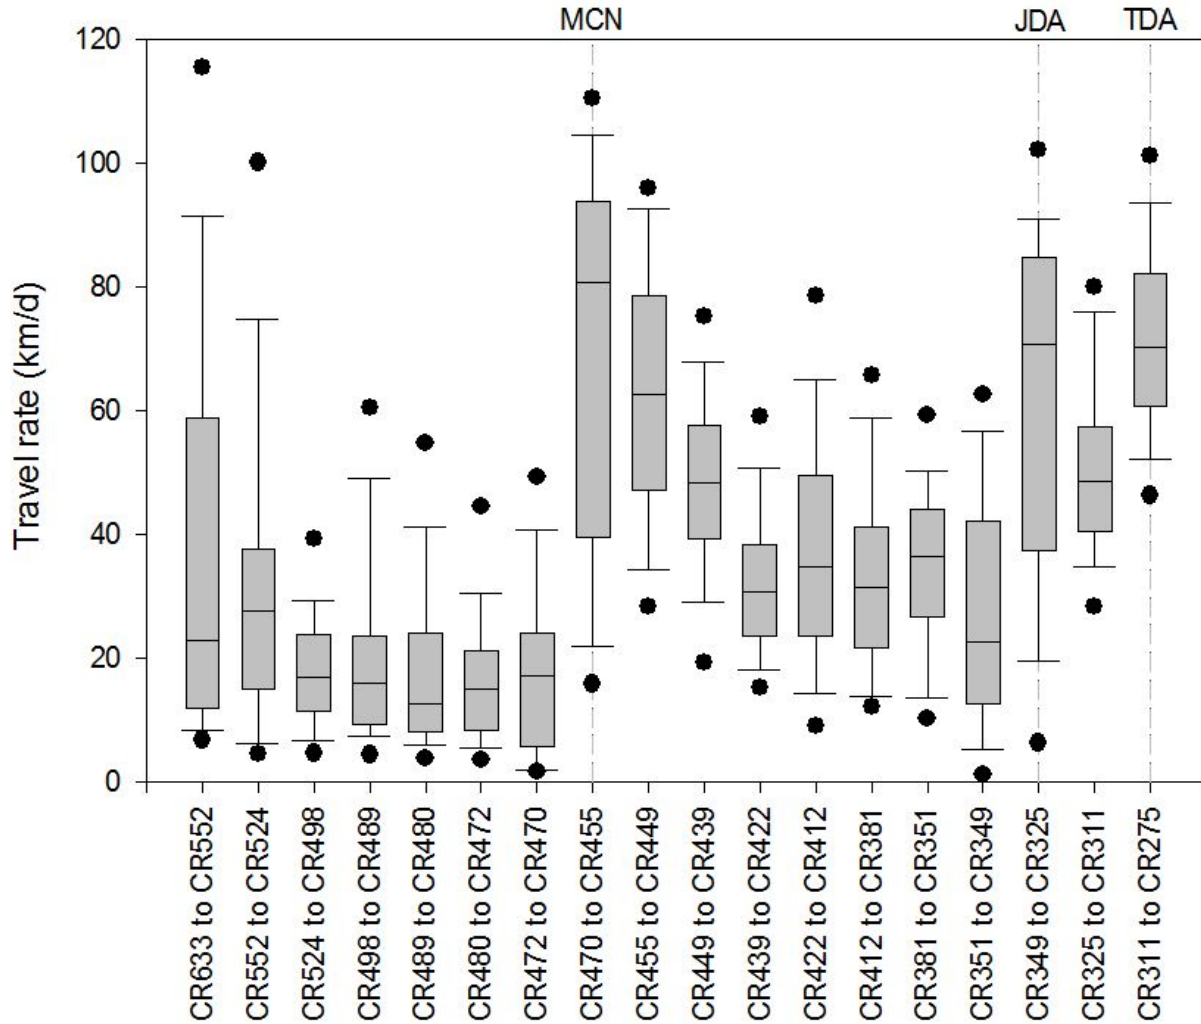 MCN JDA TDA
120
100
80
60
40
20
0
Travel rate (km/d)
CR633 to CR552
CR552 to CR524
CR524 to CR498
CR498 to CR489
CR489 to CR480
CR480 to CR472
CR472 to CR470
CR470 to CR455
CR455 to CR449
CR449 to CR439
CR439 to CR422
CR422 to CR412
CR412 to CR381
CR381 to CR351
CR351 to CR349
CR349 to CR325
CR325 to CR311
CR311 to CR275